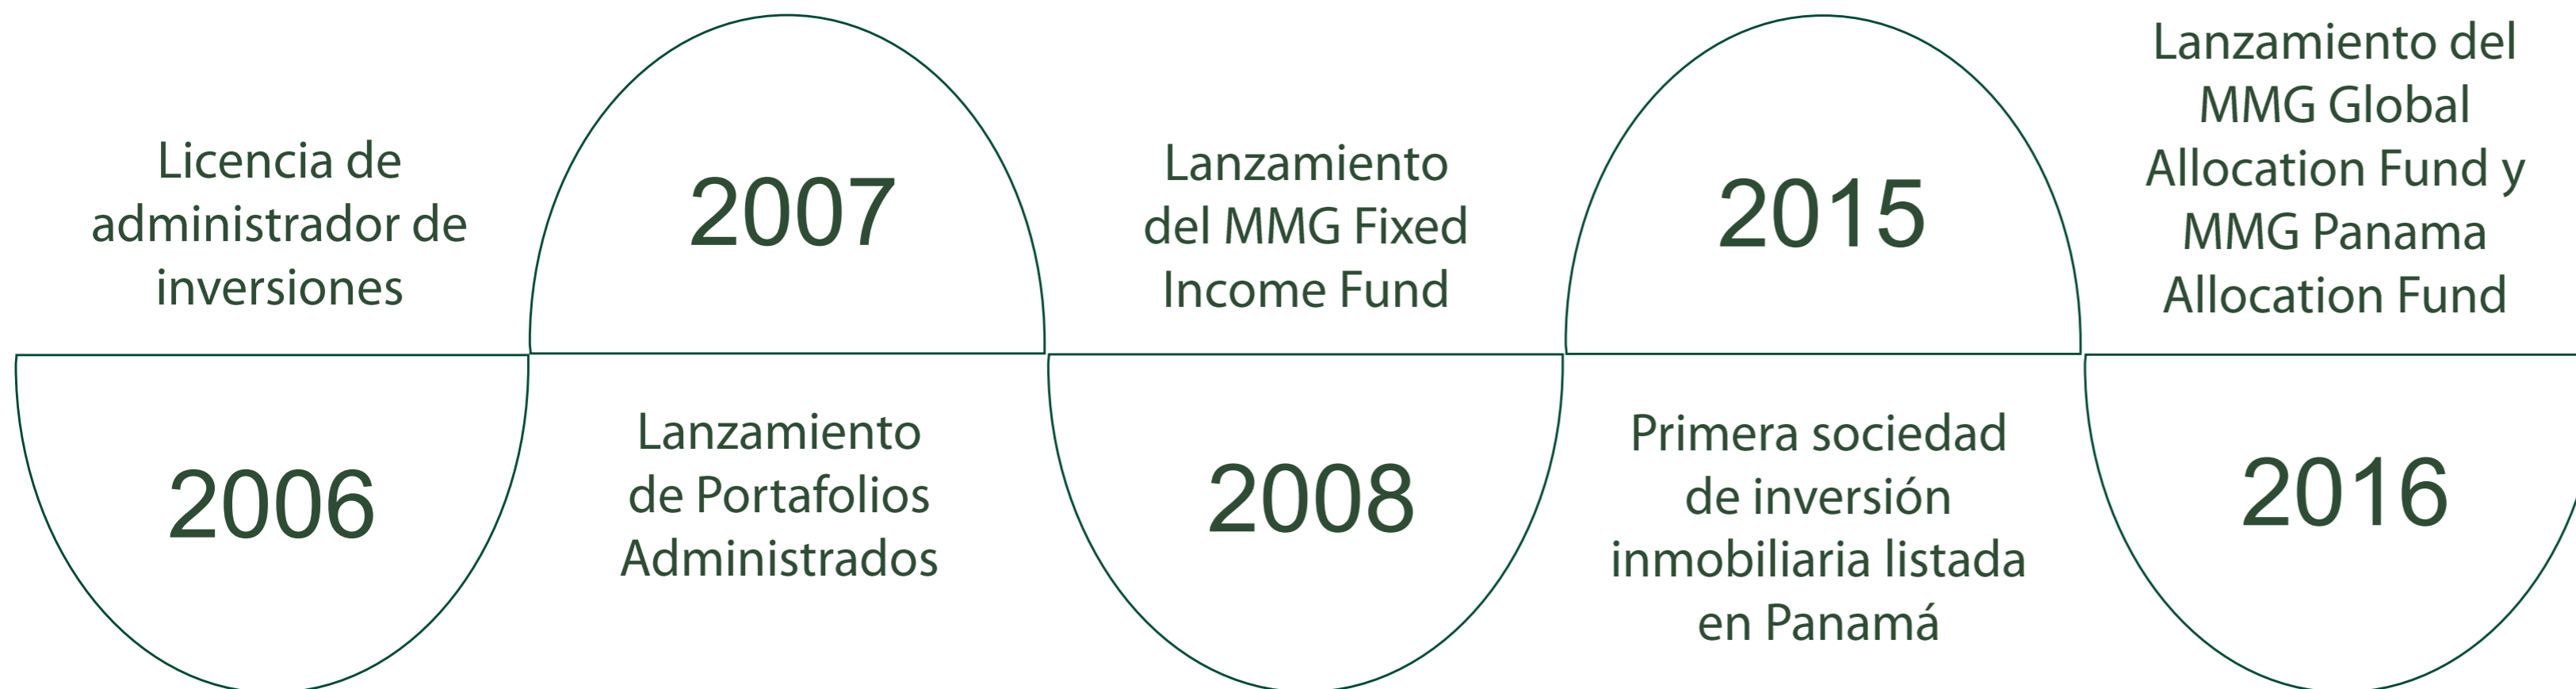 Licencia de
administrador de
inversiones
2006
2007
Lanzamiento
de Portafolios
Administrados
Lanzamiento
del MMG Fixed
Income Fund
2008
2015
Primera sociedad
de inversión
inmobiliaria listada
en Panamá
Lanzamiento del
MMG Global
Allocation Fund y
MMG Panama
Allocation Fund
2016